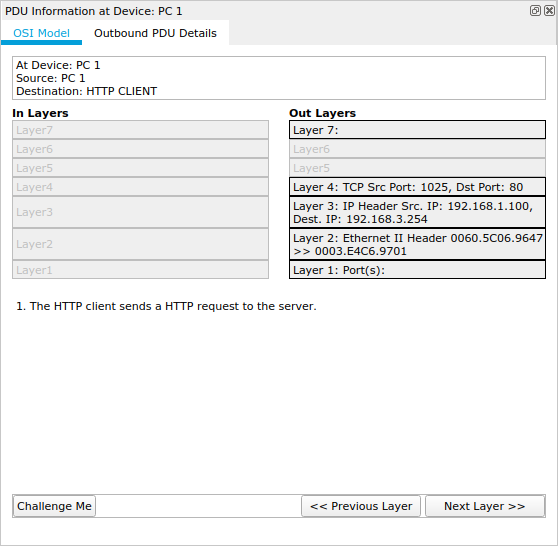 PDU Information at Device: PC 1
OSI Model
Outbound PDU Details
At Device: PC 1
Source: PC 1
Destination: HTTP CLIENT
In Layers
Layer7
Layer6
Layer5
Layer4
Layer3
Layer2
Layer1
Out Layers
Layer 7:
Layer6
Layer5
Layer 4: TCP Src Port: 1025, Dst Port: 80
Layer 3: IP Header Src. IP: 192.168.1.100,
Dest. IP: 192.168.3.254
Layer 2: Ethernet II Header 0060.5C06.9647
>> 0003.E4C6.9701
Layer 1: Port(s):
1. The HTTP client sends a HTTP request to the server.
Challenge Me
<< Previous Layer
Next Layer >>